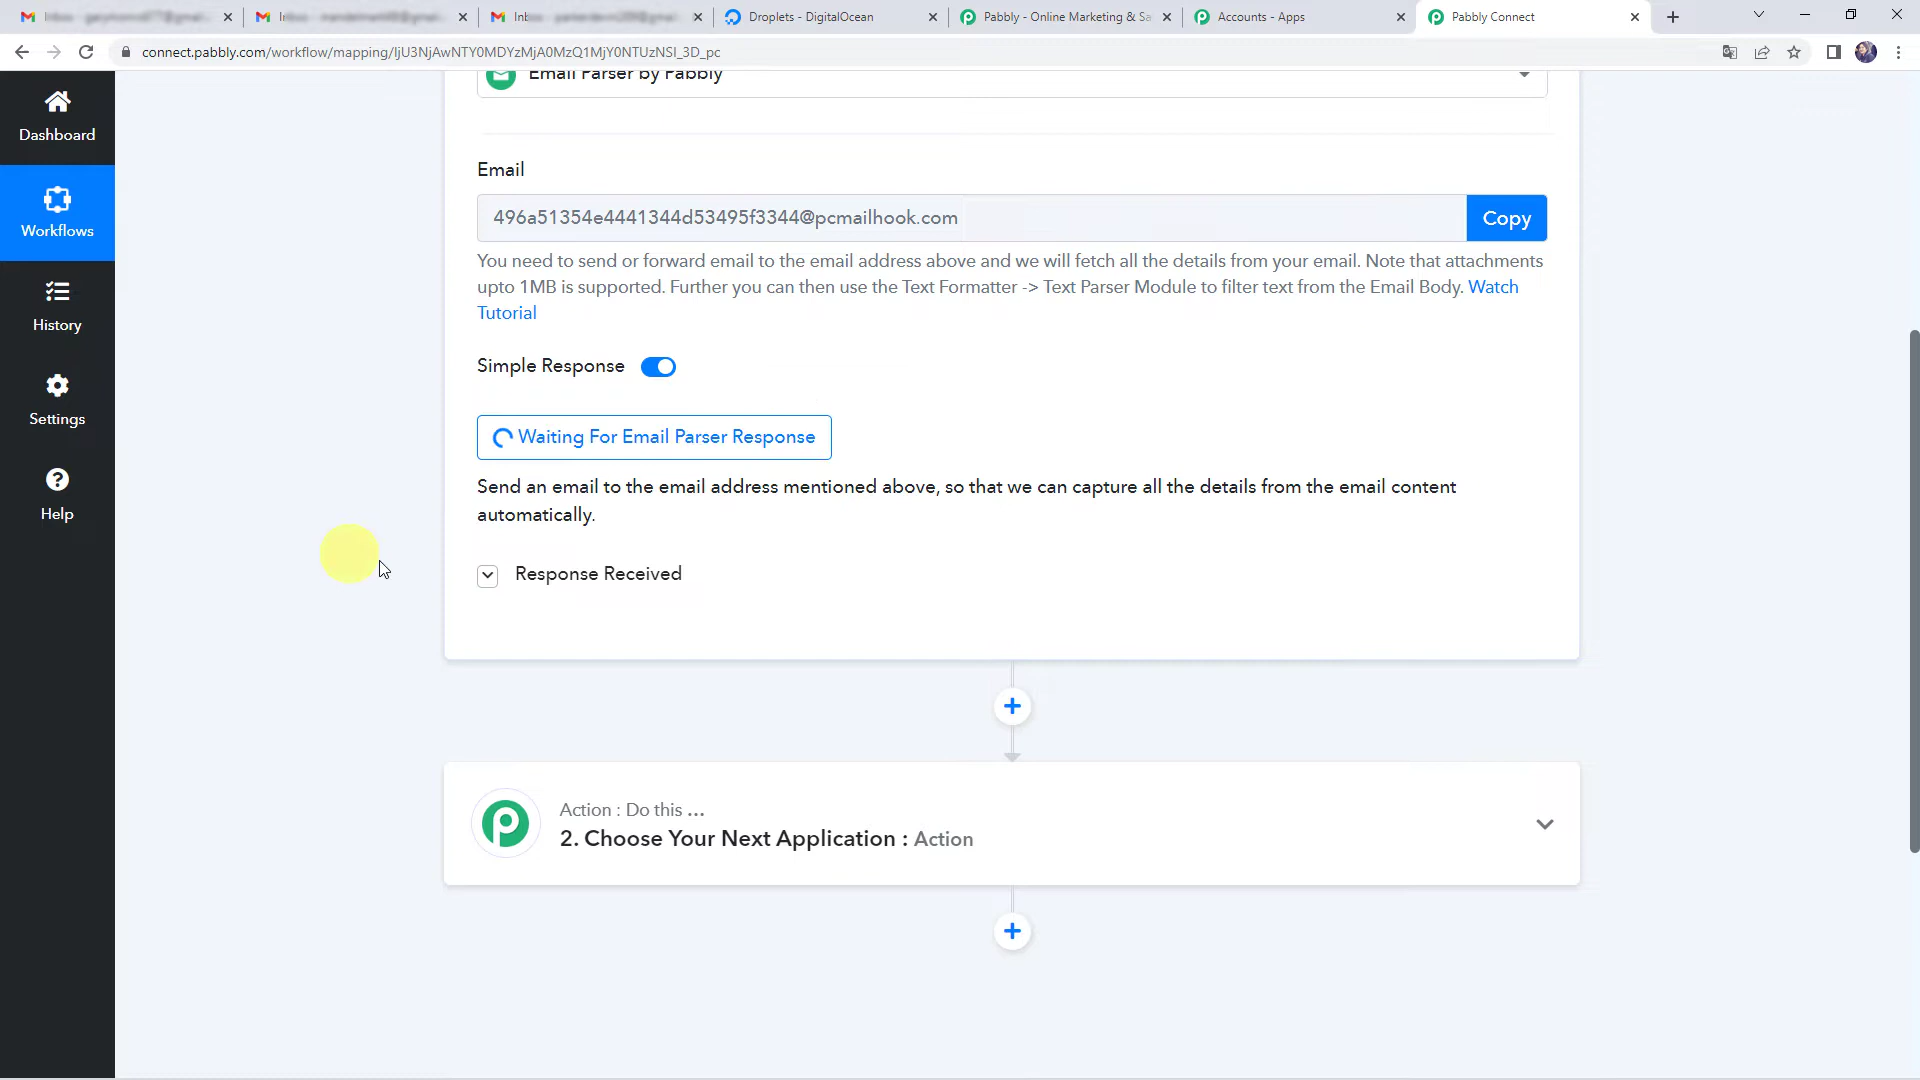 Inbox
Inbox
Droplets - DigitalOcean
Pabbly - Online Marketing & Sa
Accounts - Apps
Pabbly Connect
connect.pabbly.com/workflow/mapping/IjU3NjAwNTY0MDYzMjA0MzQ1MjY0NTUzNSI_3D_pc
Dashboard
Workflows
History
Settings
Help
Email Parser by Pabbly
Email
496a51354e4441344d53495f3344@pcmailhook.com
Copy
You need to send or forward email to the email address above and we will fetch all the details from your email. Note that attachments
upto 1MB is supported. Further you can then use the Text Formatter -> Text Parser Module to filter text from the Email Body. Watch
Tutorial
Simple Response
Waiting For Email Parser Response
Send an email to the email address mentioned above, so that we can capture all the details from the email content
automatically.
Response Received
Action : Do this ...
2. Choose Your Next Application : Action